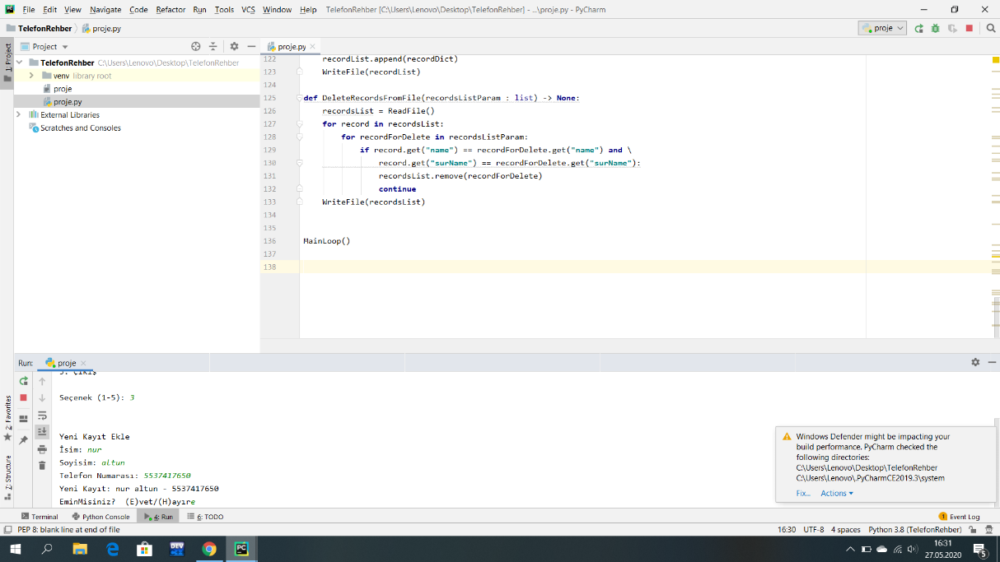 File Edit View Navigate Code Refactor Run Tools VCS Window Help TelefonRehber [C:\Users\Lenovo\Desktop\TelefonRehber] - ...\proje.py - PyCharm
TelefonRehber proje.py proje
1: Project
Project
proje.py
TelefonRehber C:\Users\Lenovo\Desktop\TelefonRehber
venv library root
proje
proje.py
External Libraries
Scratches and Consoles
122 recordList.append(recordDict)
123 WriteFile(recordList)
124
125 def DeleteRecordsFromFile(recordsListParam : list) -> None:
126 recordsList = ReadFile()
127 for record in recordsList:
128 for recordForDelete in recordsListParam:
129 if record.get("name") == recordForDelete.get("name") and \
130 record.get("surName") == recordForDelete.get("surName"):
131 recordsList.remove(recordForDelete)
132 continue
133 WriteFile(recordsList)
134
135
136 MainLoop()
137
138
Run: proje
5. Çıkış
Seçenek (1-5): 3
Yeni Kayıt Ekle
İsim: nur
Soyisim: altun
Telefon Numarası: 5537417650
Yeni Kayıt: nur altun - 5537417650
EminMisiniz? (E)vet/(H)ayıre
2: Favorites
7: Structure
Windows Defender might be impacting your
build performance. PyCharm checked the
following directories:
C:\Users\Lenovo\Desktop\TelefonRehber
C:\Users\Lenovo\.PyCharmCE2019.3\system
Fix... Actions
Terminal Python Console 4: Run 6: TODO 1 Event Log
PEP 8: blank line at end of file 16:30 UTF-8 4 spaces Python 3.8 (TelefonRehber)
DEV
PC
16:31
27.05.2020
5